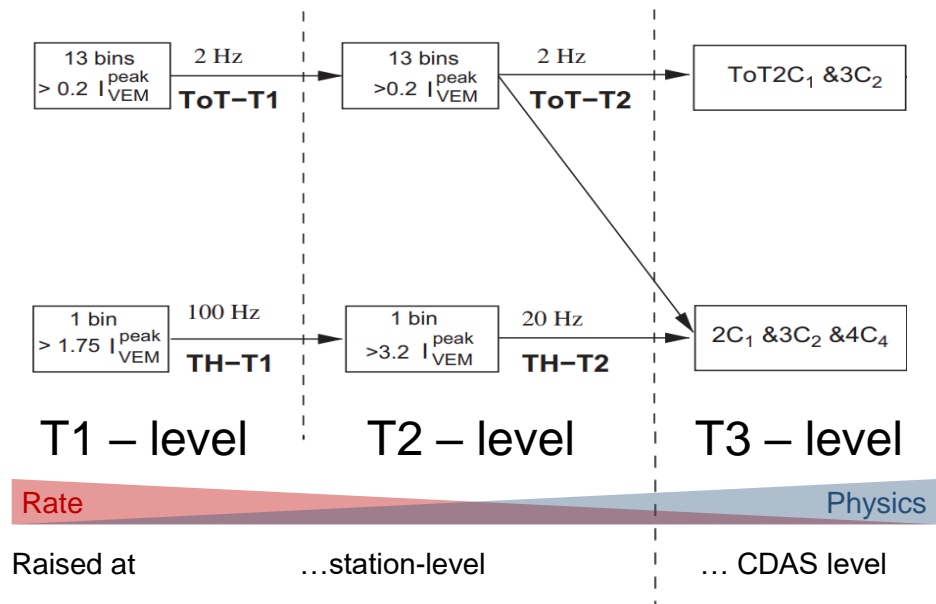 13 bins
> 0.2 I_VEM^peak
2 Hz
ToT–T1
13 bins
>0.2 I_VEM^peak
2 Hz
ToT–T2
ToT2C₁ &3C₂
1 bin
> 1.75 I_VEM^peak
100 Hz
TH–T1
1 bin
>3.2 I_VEM^peak
20 Hz
TH–T2
2C₁ &3C₂ &4C₄
T1 – level
T2 – level
T3 – level
Rate
Physics
Raised at
...station-level
... CDAS level